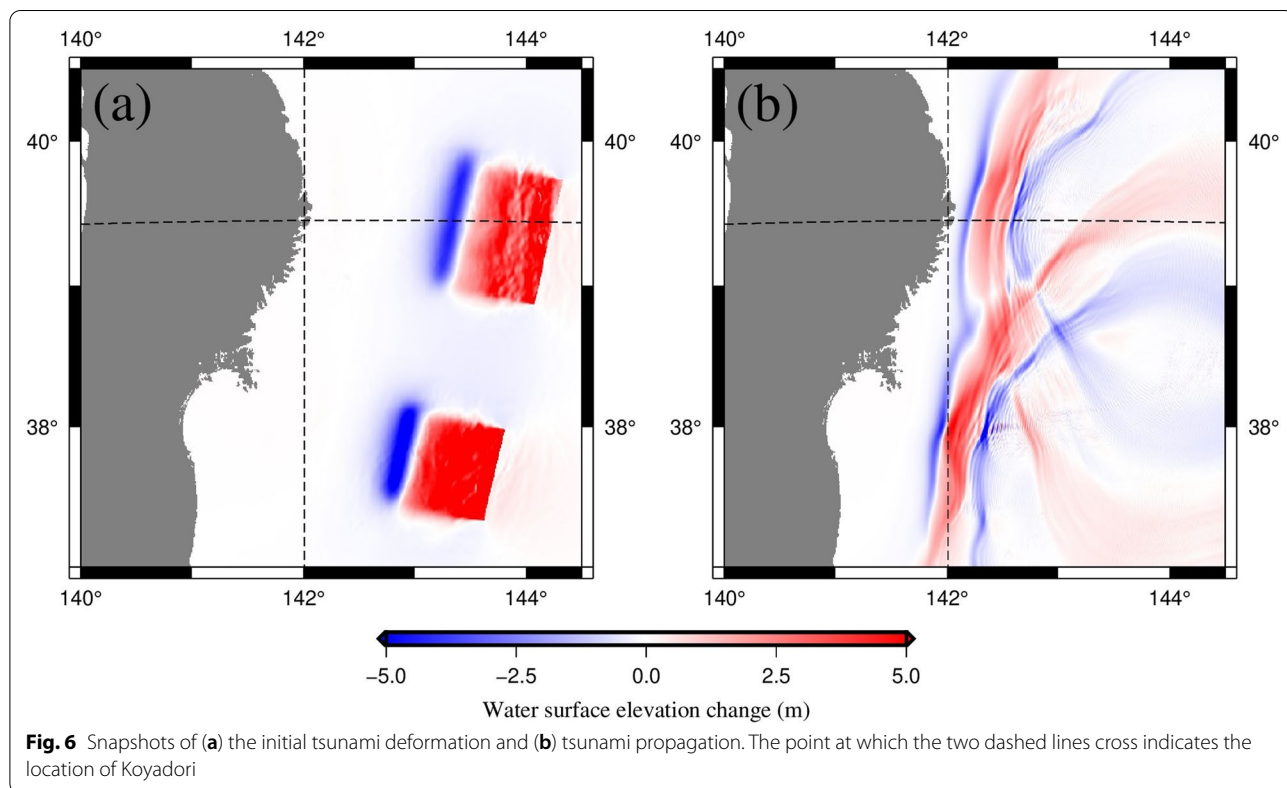 140° 142° 144° 140° 142° 144°
(a) (b)
40° 40° 40°
38° 38° 38°
140° 142° 144° 140° 142° 144°
−5.0 −2.5 0.0 2.5 5.0
Water surface elevation change (m)
Fig. 6 Snapshots of (a) the initial tsunami deformation and (b) tsunami propagation. The point at which the two dashed lines cross indicates the
location of Koyadori